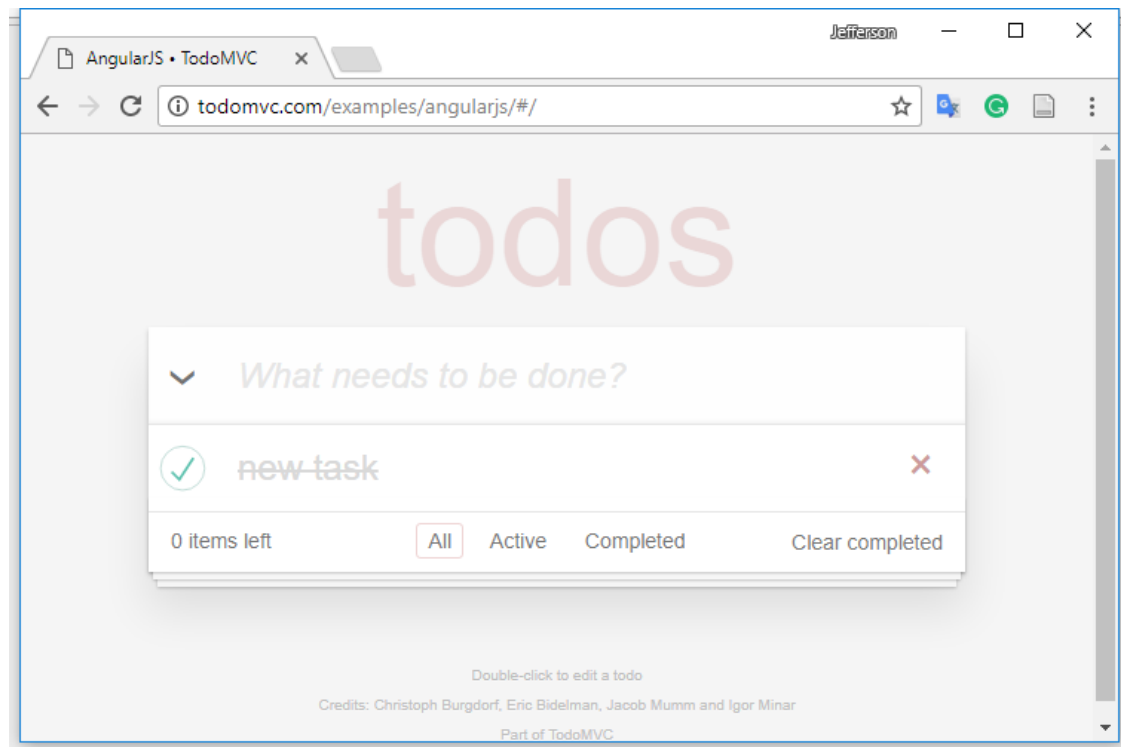 Jefferson
AngularJS • TodoMVC
todomvc.com/examples/angularjs/#/
todos
What needs to be done?
new task
0 items left All Active Completed Clear completed
Double-click to edit a todo
Credits: Christoph Burgdorf, Eric Bidelman, Jacob Mumm and Igor Minar
Part of TodoMVC